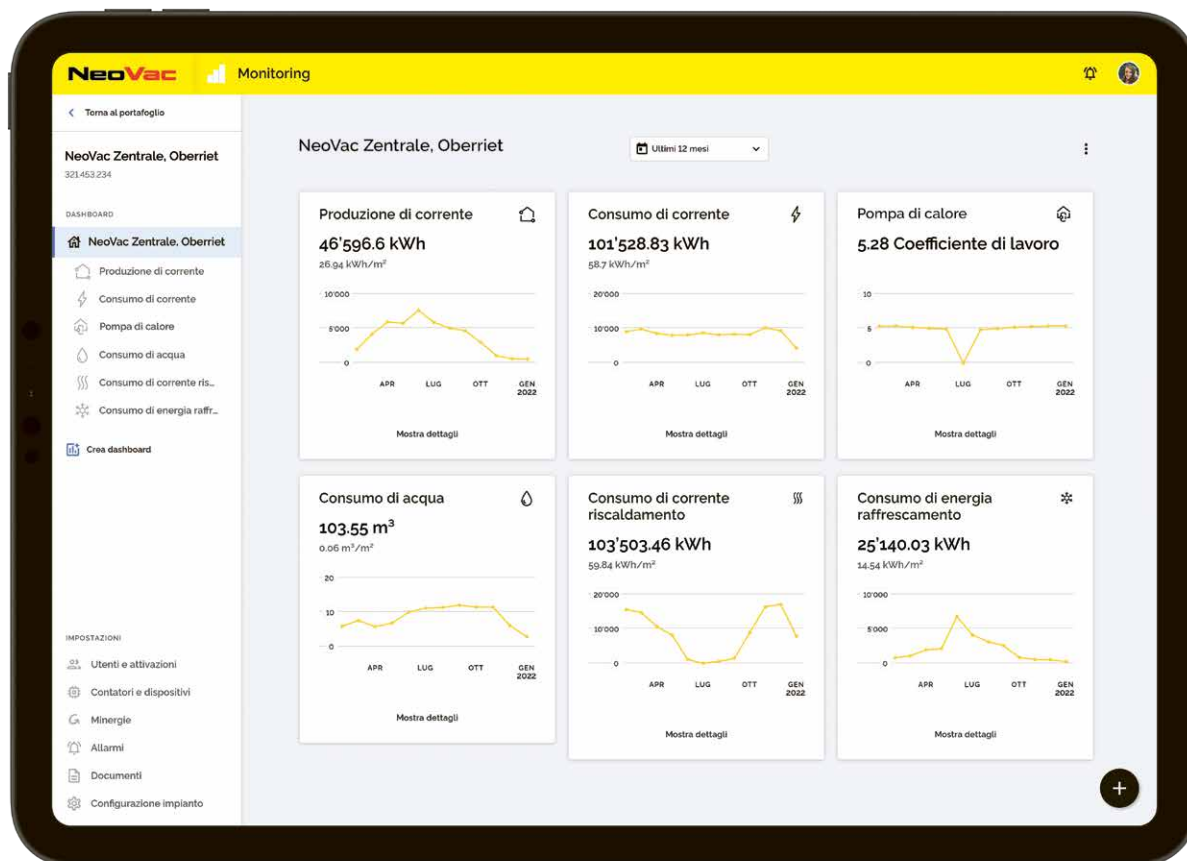 NeoVac
Monitoring
Torna al portafoglio
NeoVac Zentrale, Oberriet
321.453.234
DASHBOARD
NeoVac Zentrale, Oberriet
Produzione di corrente
Consumo di corrente
Pompa di calore
Consumo di acqua
Consumo di corrente ris...
Consumo di energia raffr...
Crea dashboard
IMPOSTAZIONI
Utenti e attivazioni
Contatori e dispositivi
Minergie
Allarmi
Documenti
Configurazione impianto
NeoVac Zentrale, Oberriet
Ultimi 12 mesi
Produzione di corrente
46'596.6 kWh
26.94 kWh/m²
10'000
5'000
0
APR LUG OTT GEN
2022
Mostra dettagli
Consumo di corrente
101'528.83 kWh
58.7 kWh/m²
20'000
10'000
0
APR LUG OTT GEN
2022
Mostra dettagli
Pompa di calore
5.28 Coefficiente di lavoro
10
5
0
APR LUG OTT GEN
2022
Mostra dettagli
Consumo di acqua
103.55 m³
0.06 m³/m²
20
10
0
APR LUG OTT GEN
2022
Mostra dettagli
Consumo di corrente
riscaldamento
103'503.46 kWh
59.84 kWh/m²
20'000
10'000
0
APR LUG OTT GEN
2022
Mostra dettagli
Consumo di energia
raffrescamento
25'140.03 kWh
14.54 kWh/m²
10'000
5'000
0
APR LUG OTT GEN
2022
Mostra dettagli